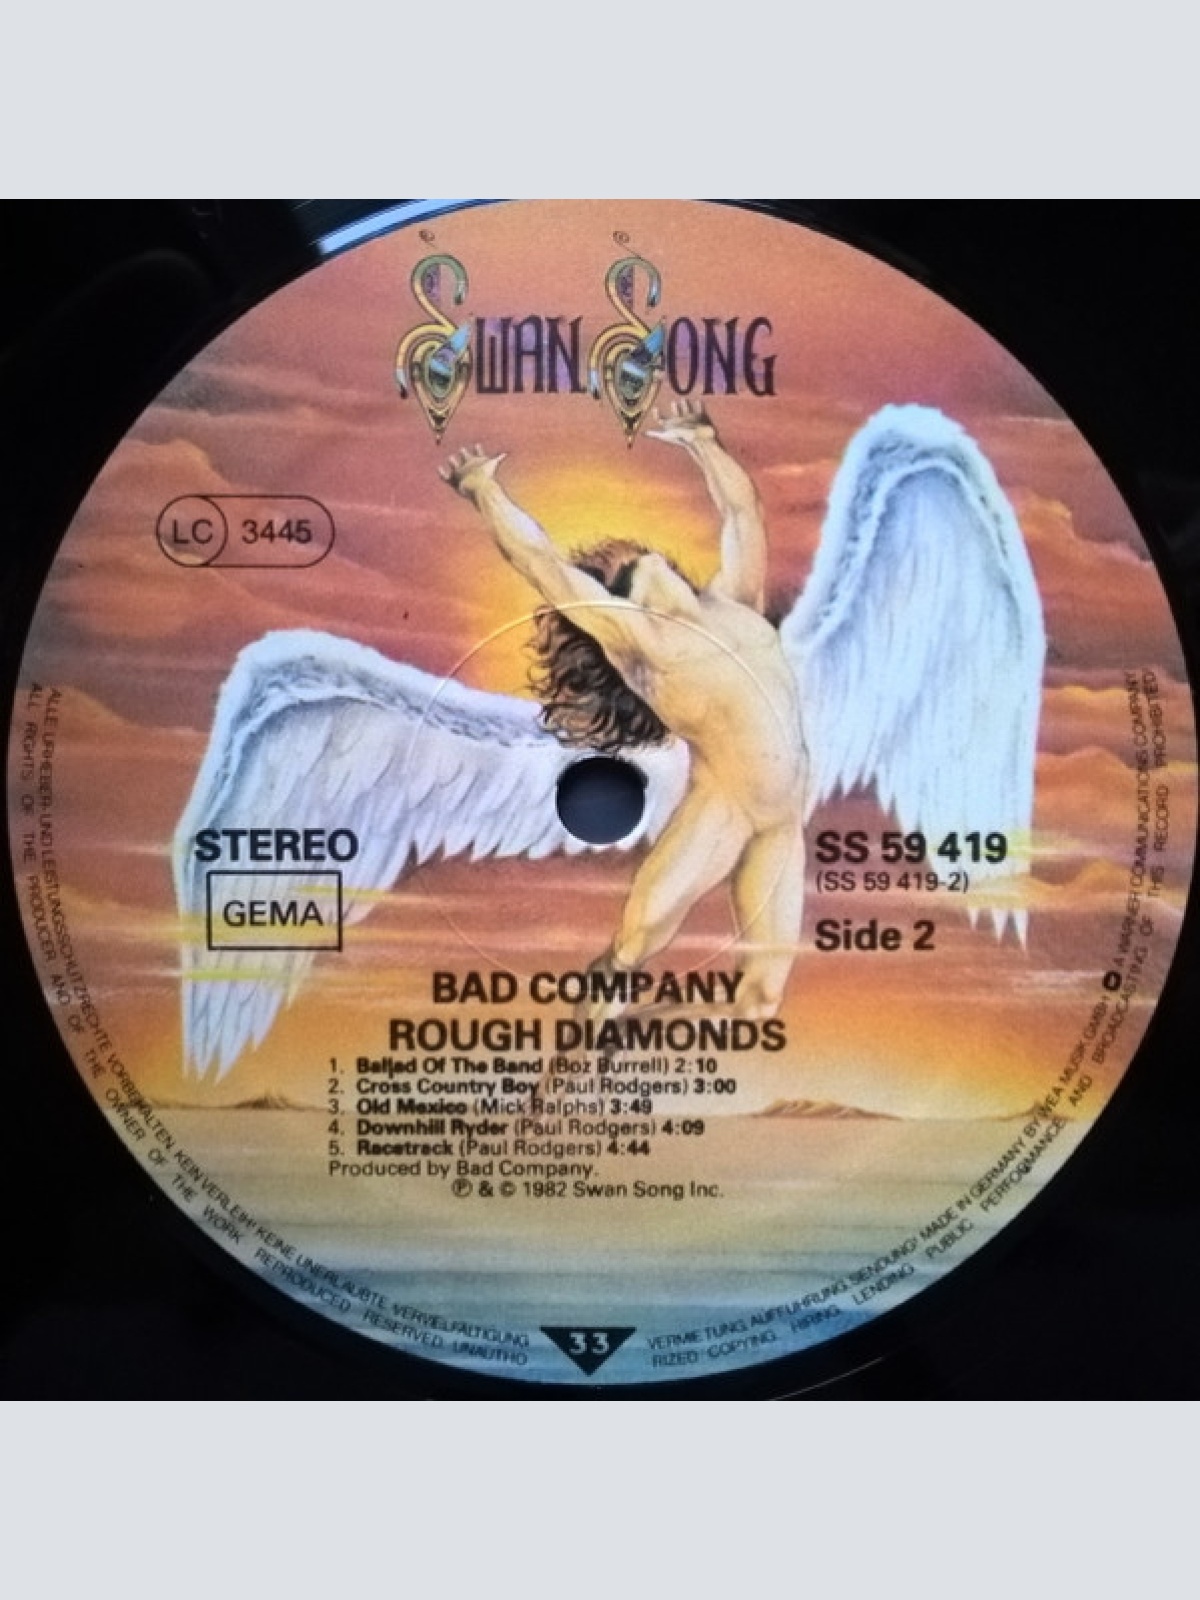 SWAN SONG
LC 3445
STEREO
GEMA
SS 59 419
(SS 59 419-2)
Side 2
BAD COMPANY
ROUGH DIAMONDS
1. Ballad Of The Band (Boz Burrell) 2:10
2. Cross Country Boy (Paul Rodgers) 3:00
3. Old Mexico (Mick Ralphs) 3:49
4. Downhill Ryder (Paul Rodgers) 4:09
5. Racetrack (Paul Rodgers) 4:44
Produced by Bad Company.
℗ & © 1982 Swan Song Inc.
33
ALLE URHEBER- UND LEISTUNGSSCHUTZRECHTE VORBEHALTEN. KEIN VERLEIH! KEINE UNERLAUBTE VERVIELFÄLTIGUNG, VERMIETUNG, AUFFÜHRUNG, SENDUNG! MADE IN GERMANY BY WEA MUSIK GMBH A WARNER COMMUNICATIONS COMPANY
ALL RIGHTS OF THE PRODUCER AND OF THE OWNER OF THE WORK REPRODUCED RESERVED. UNAUTHORIZED COPYING, HIRING, LENDING, PUBLIC PERFORMANCE AND BROADCASTING OF THIS RECORD PROHIBITED